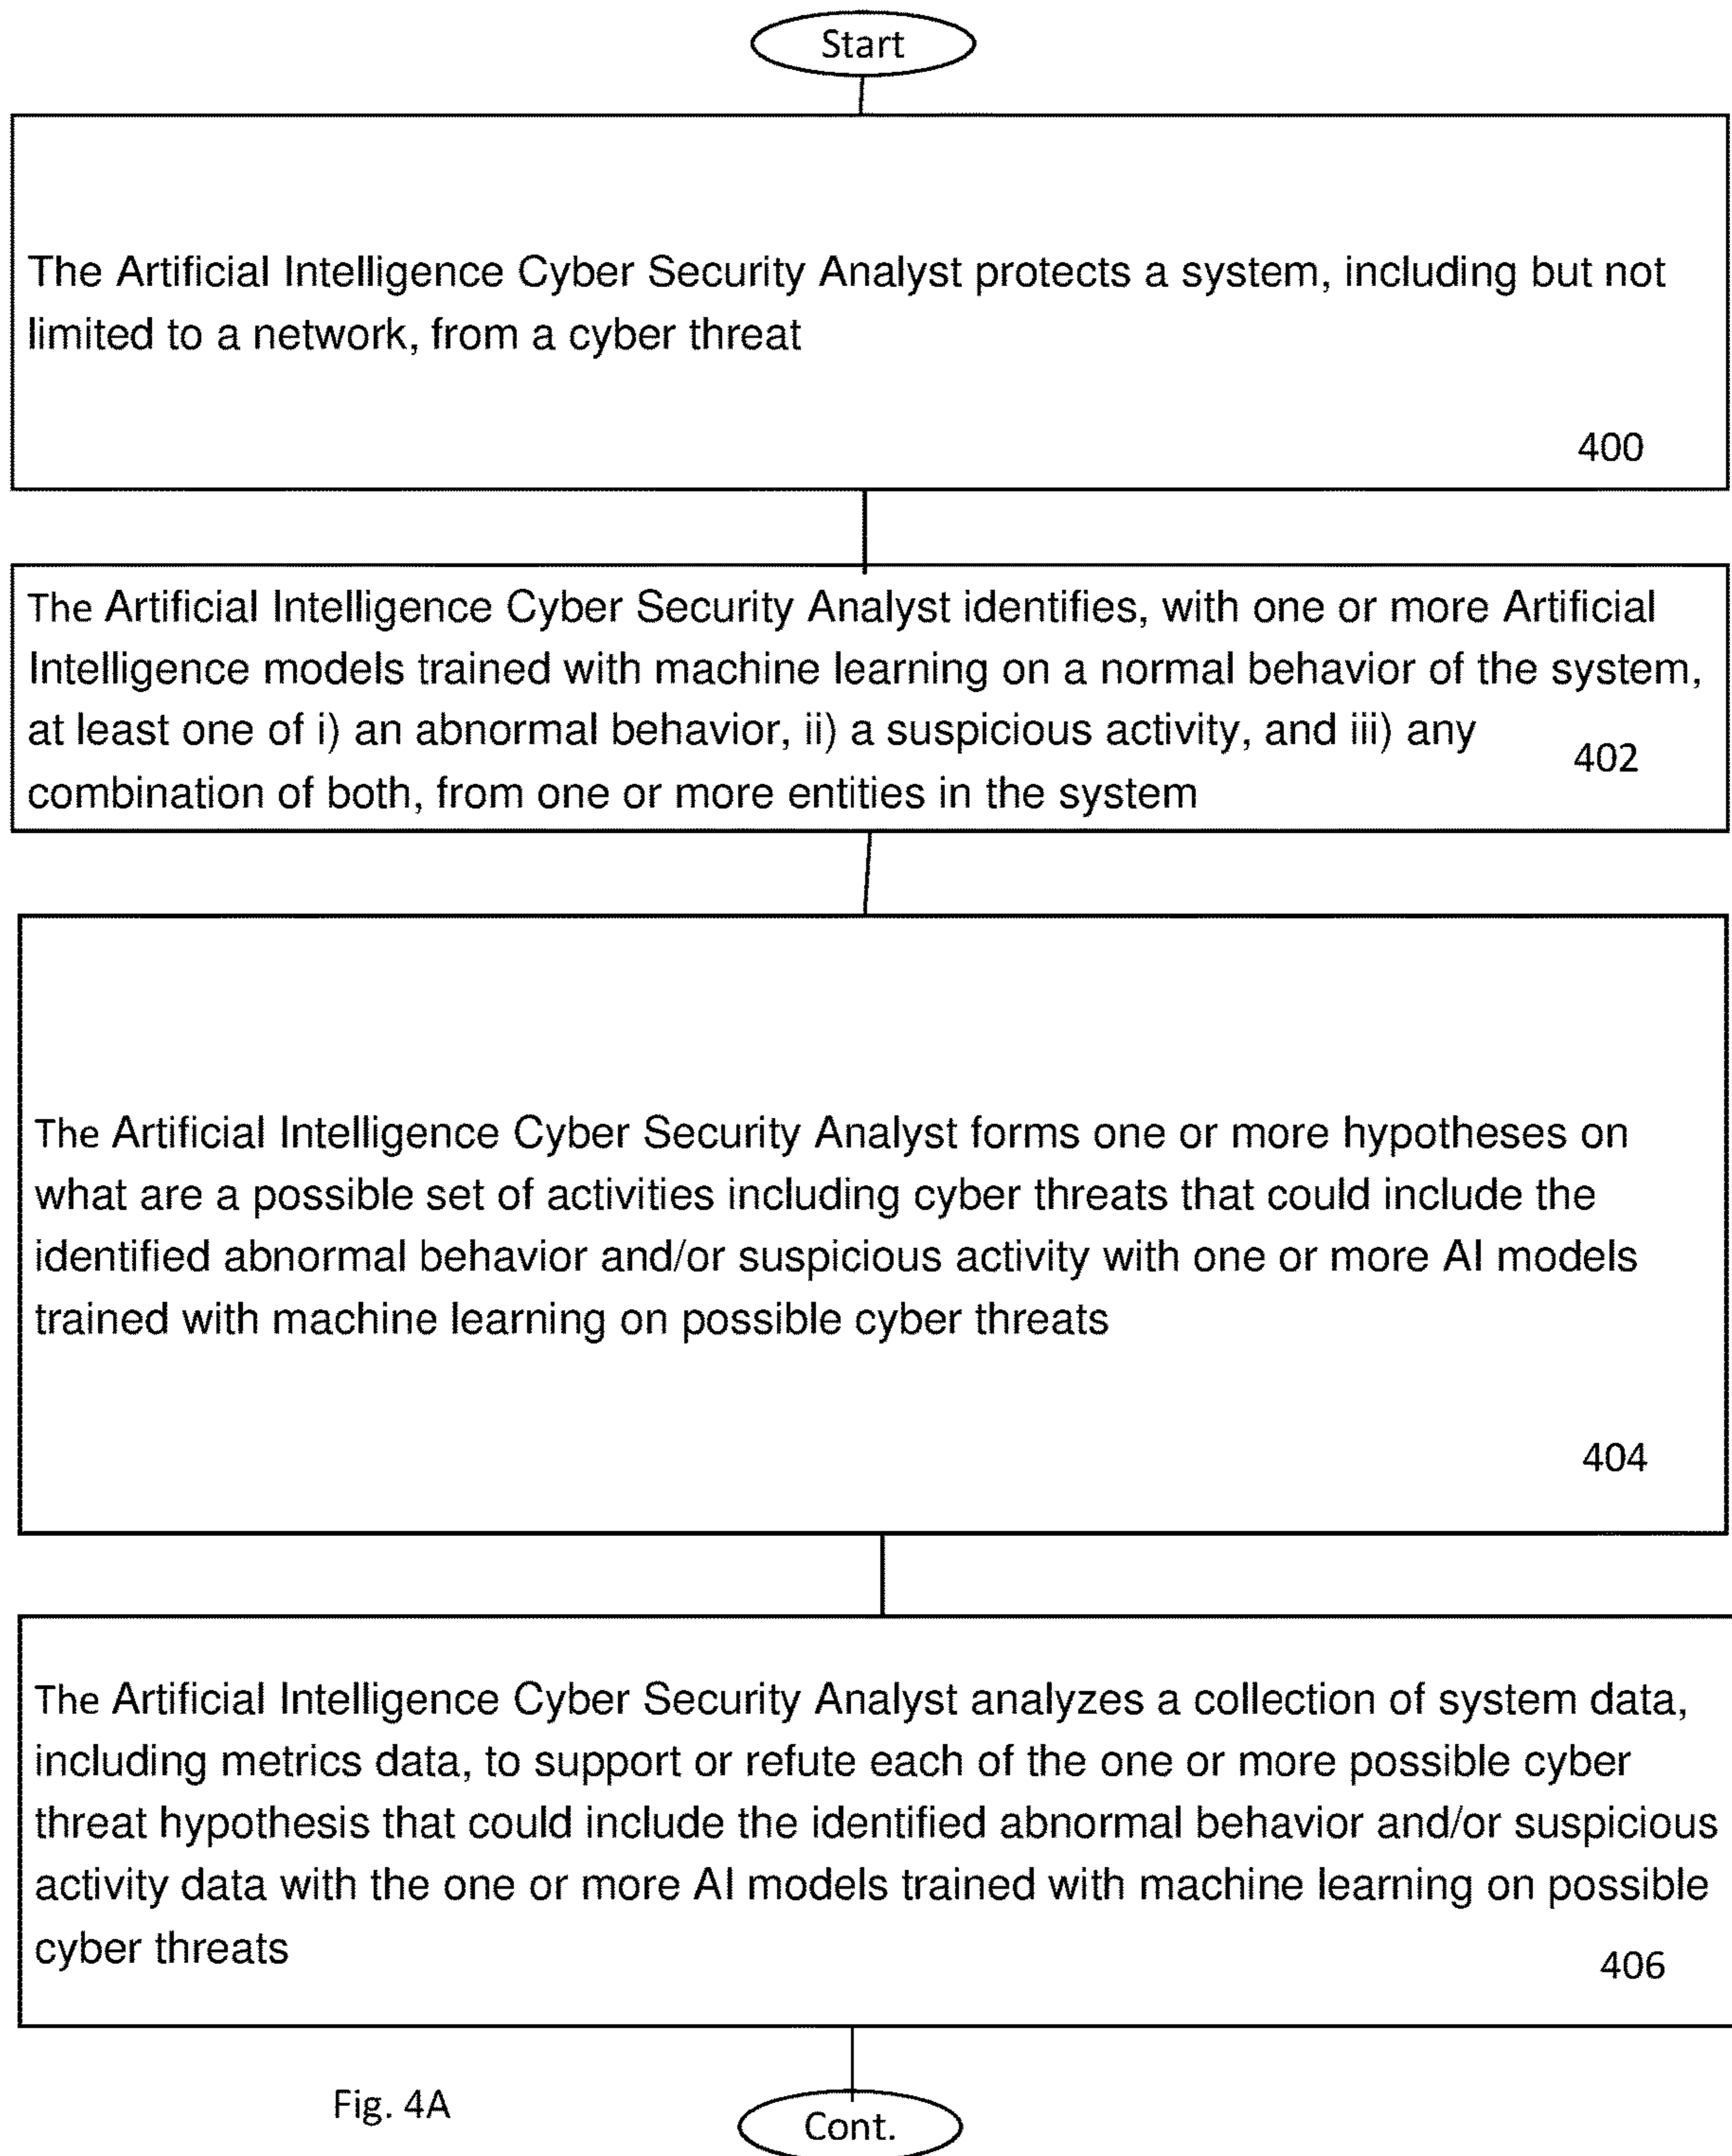 Start
The Artificial Intelligence Cyber Security Analyst protects a system, including but not
limited to a network, from a cyber threat
400
The Artificial Intelligence Cyber Security Analyst identifies, with one or more Artificial
Intelligence models trained with machine learning on a normal behavior of the system,
at least one of i) an abnormal behavior, ii) a suspicious activity, and iii) any
402
combination of both, from one or more entities in the system
The Artificial Intelligence Cyber Security Analyst forms one or more hypotheses on
what are a possible set of activities including cyber threats that could include the
identified abnormal behavior and/or suspicious activity with one or more AI models
trained with machine learning on possible cyber threats
404
The Artificial Intelligence Cyber Security Analyst analyzes a collection of system data,
including metrics data, to support or refute each of the one or more possible cyber
threat hypothesis that could include the identified abnormal behavior and/or suspicious
activity data with the one or more AI models trained with machine learning on possible
cyber threats
406
Fig. 4A
Cont.